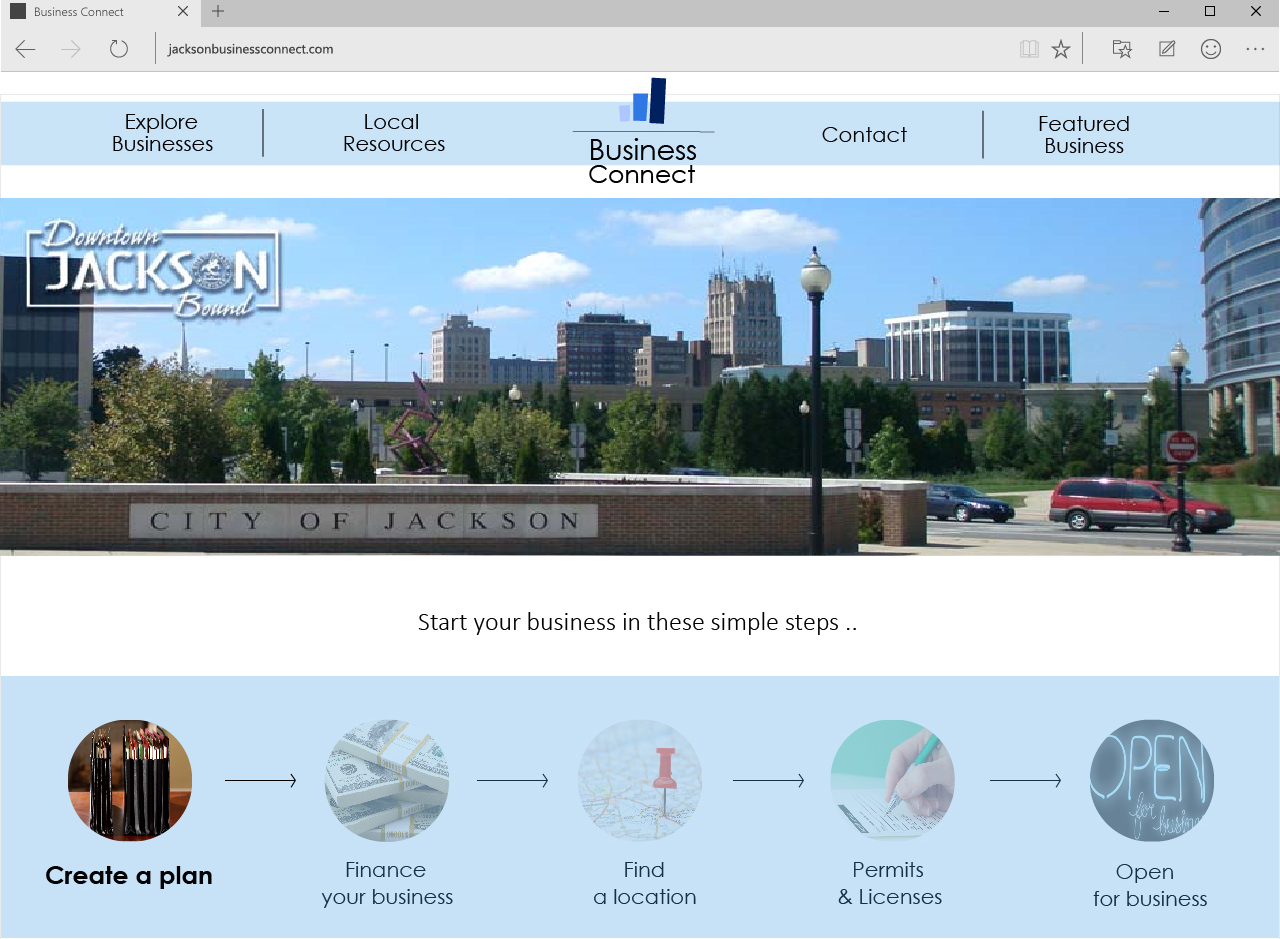 Business Connect
jacksonbusinessconnect.com
Explore
Businesses
Local
Resources
Business
Connect
Contact
Featured
Business
Downtown
JACKSON
Bound
CITY OF JACKSON
Start your business in these simple steps ..
Create a plan
Finance
your business
Find
a location
Permits
& Licenses
OPEN
for business
Open
for business